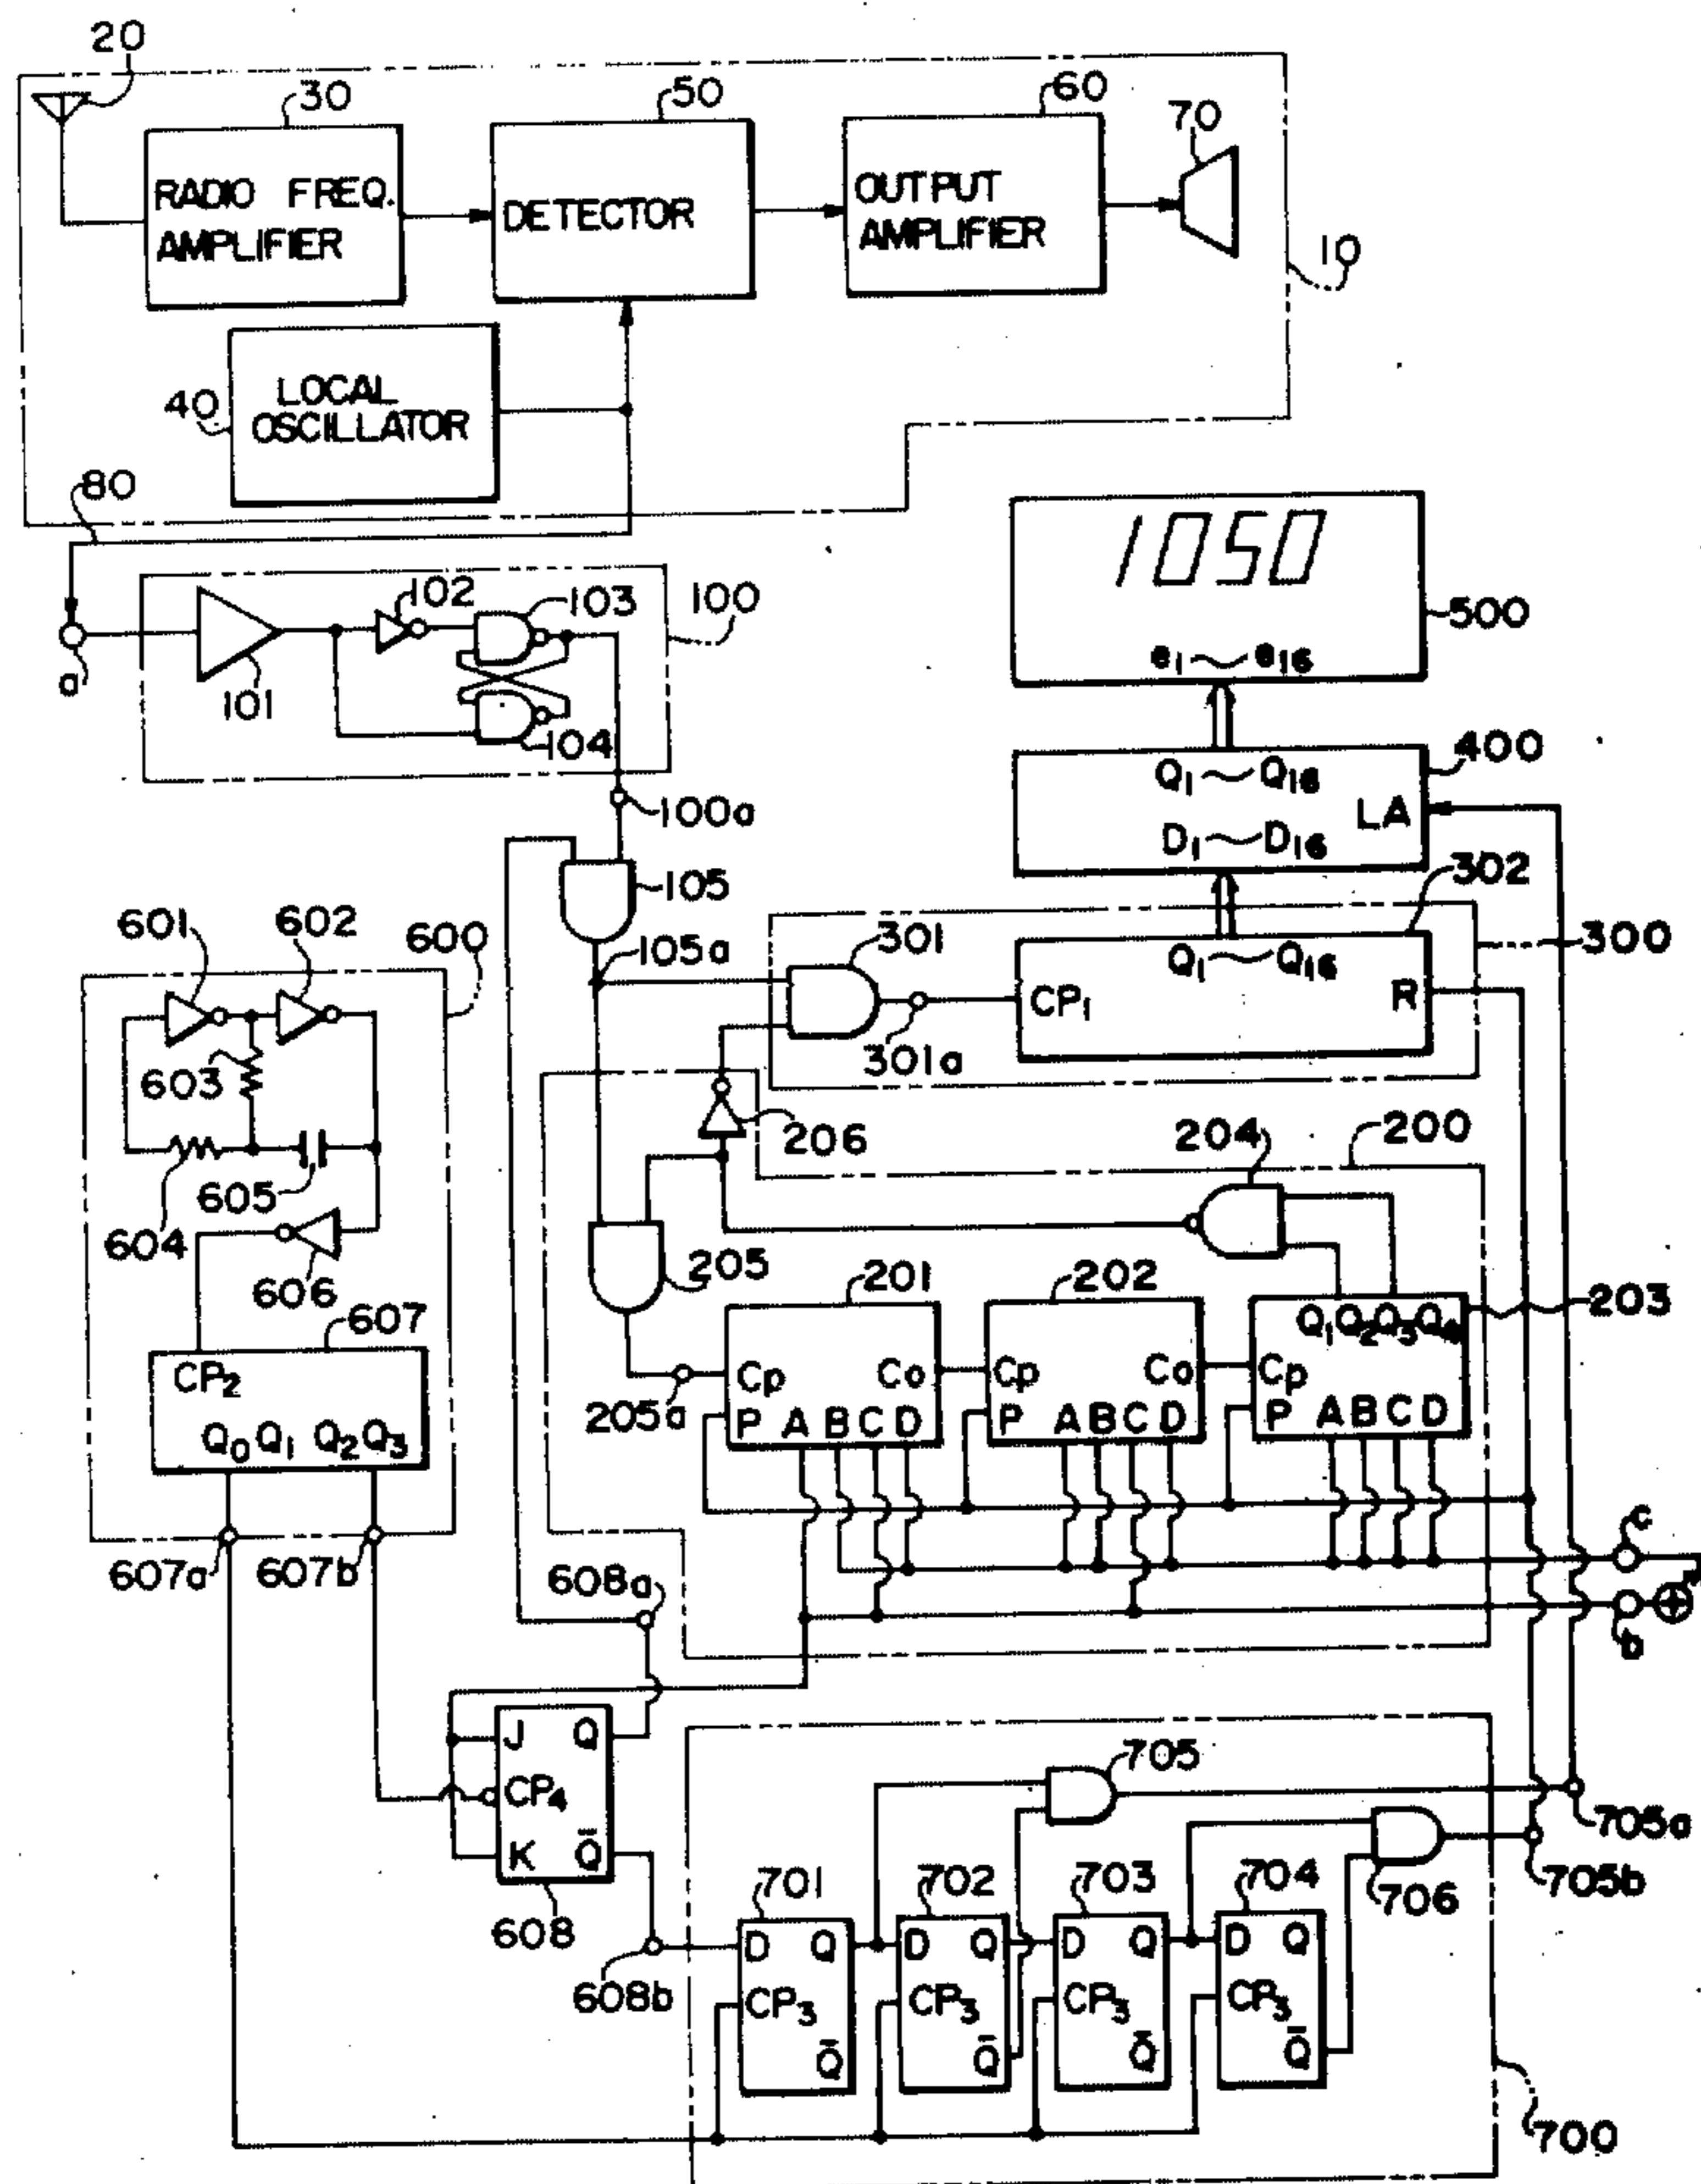 20
30
50
60
70
RADIO FREQ.
AMPLIFIER
DETECTOR
OUTPUT
AMPLIFIER
10
40
LOCAL
OSCILLATOR
80
1050
500
e1~e16
a
101
102
103
104
100
100a
105
105a
Q1~Q16
LA
D1~D16
400
302
300
301
Q1~Q16
CP1
R
301a
601
602
600
603
604
605
606
607
CP2
Q0 Q1 Q2 Q3
607a
607b
206
204
200
205
205a
201
202
203
Q1 Q2 Q3 Q4
Cp Co
P A B C D
Cp Co
P A B C D
Cp
P A B C D
c
b
608a
J Q
CP4
K Q̄
608
608b
705
705a
706
705b
701
702
703
704
D Q
CP3
Q̄
D Q
CP3
Q̄
D Q
CP3
Q̄
D Q
CP3
Q̄
700